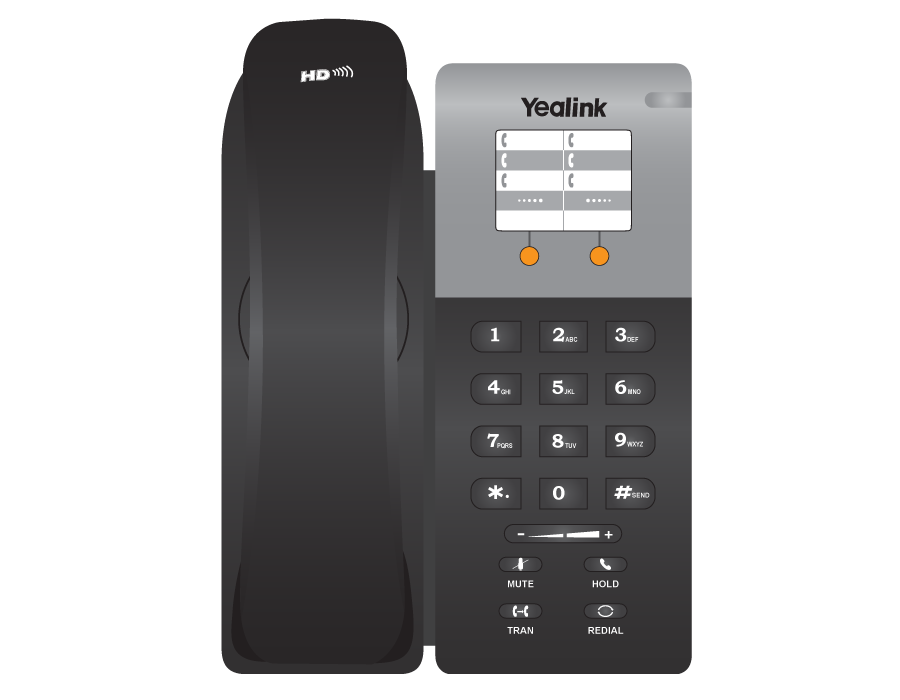 HD
Yealink
1 2ABC 3DEF
4GHI 5JKL 6MNO
7PQRS 8TUV 9WXYZ
*. 0 #SEND
- +
MUTE HOLD
TRAN REDIAL